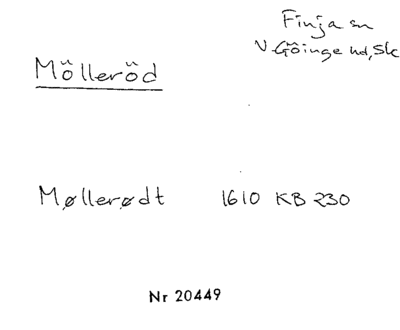 Finja sn
V. Göinge hd, Sk
Mölleröd
Møllerødt 1610 KB 230
Nr 20449